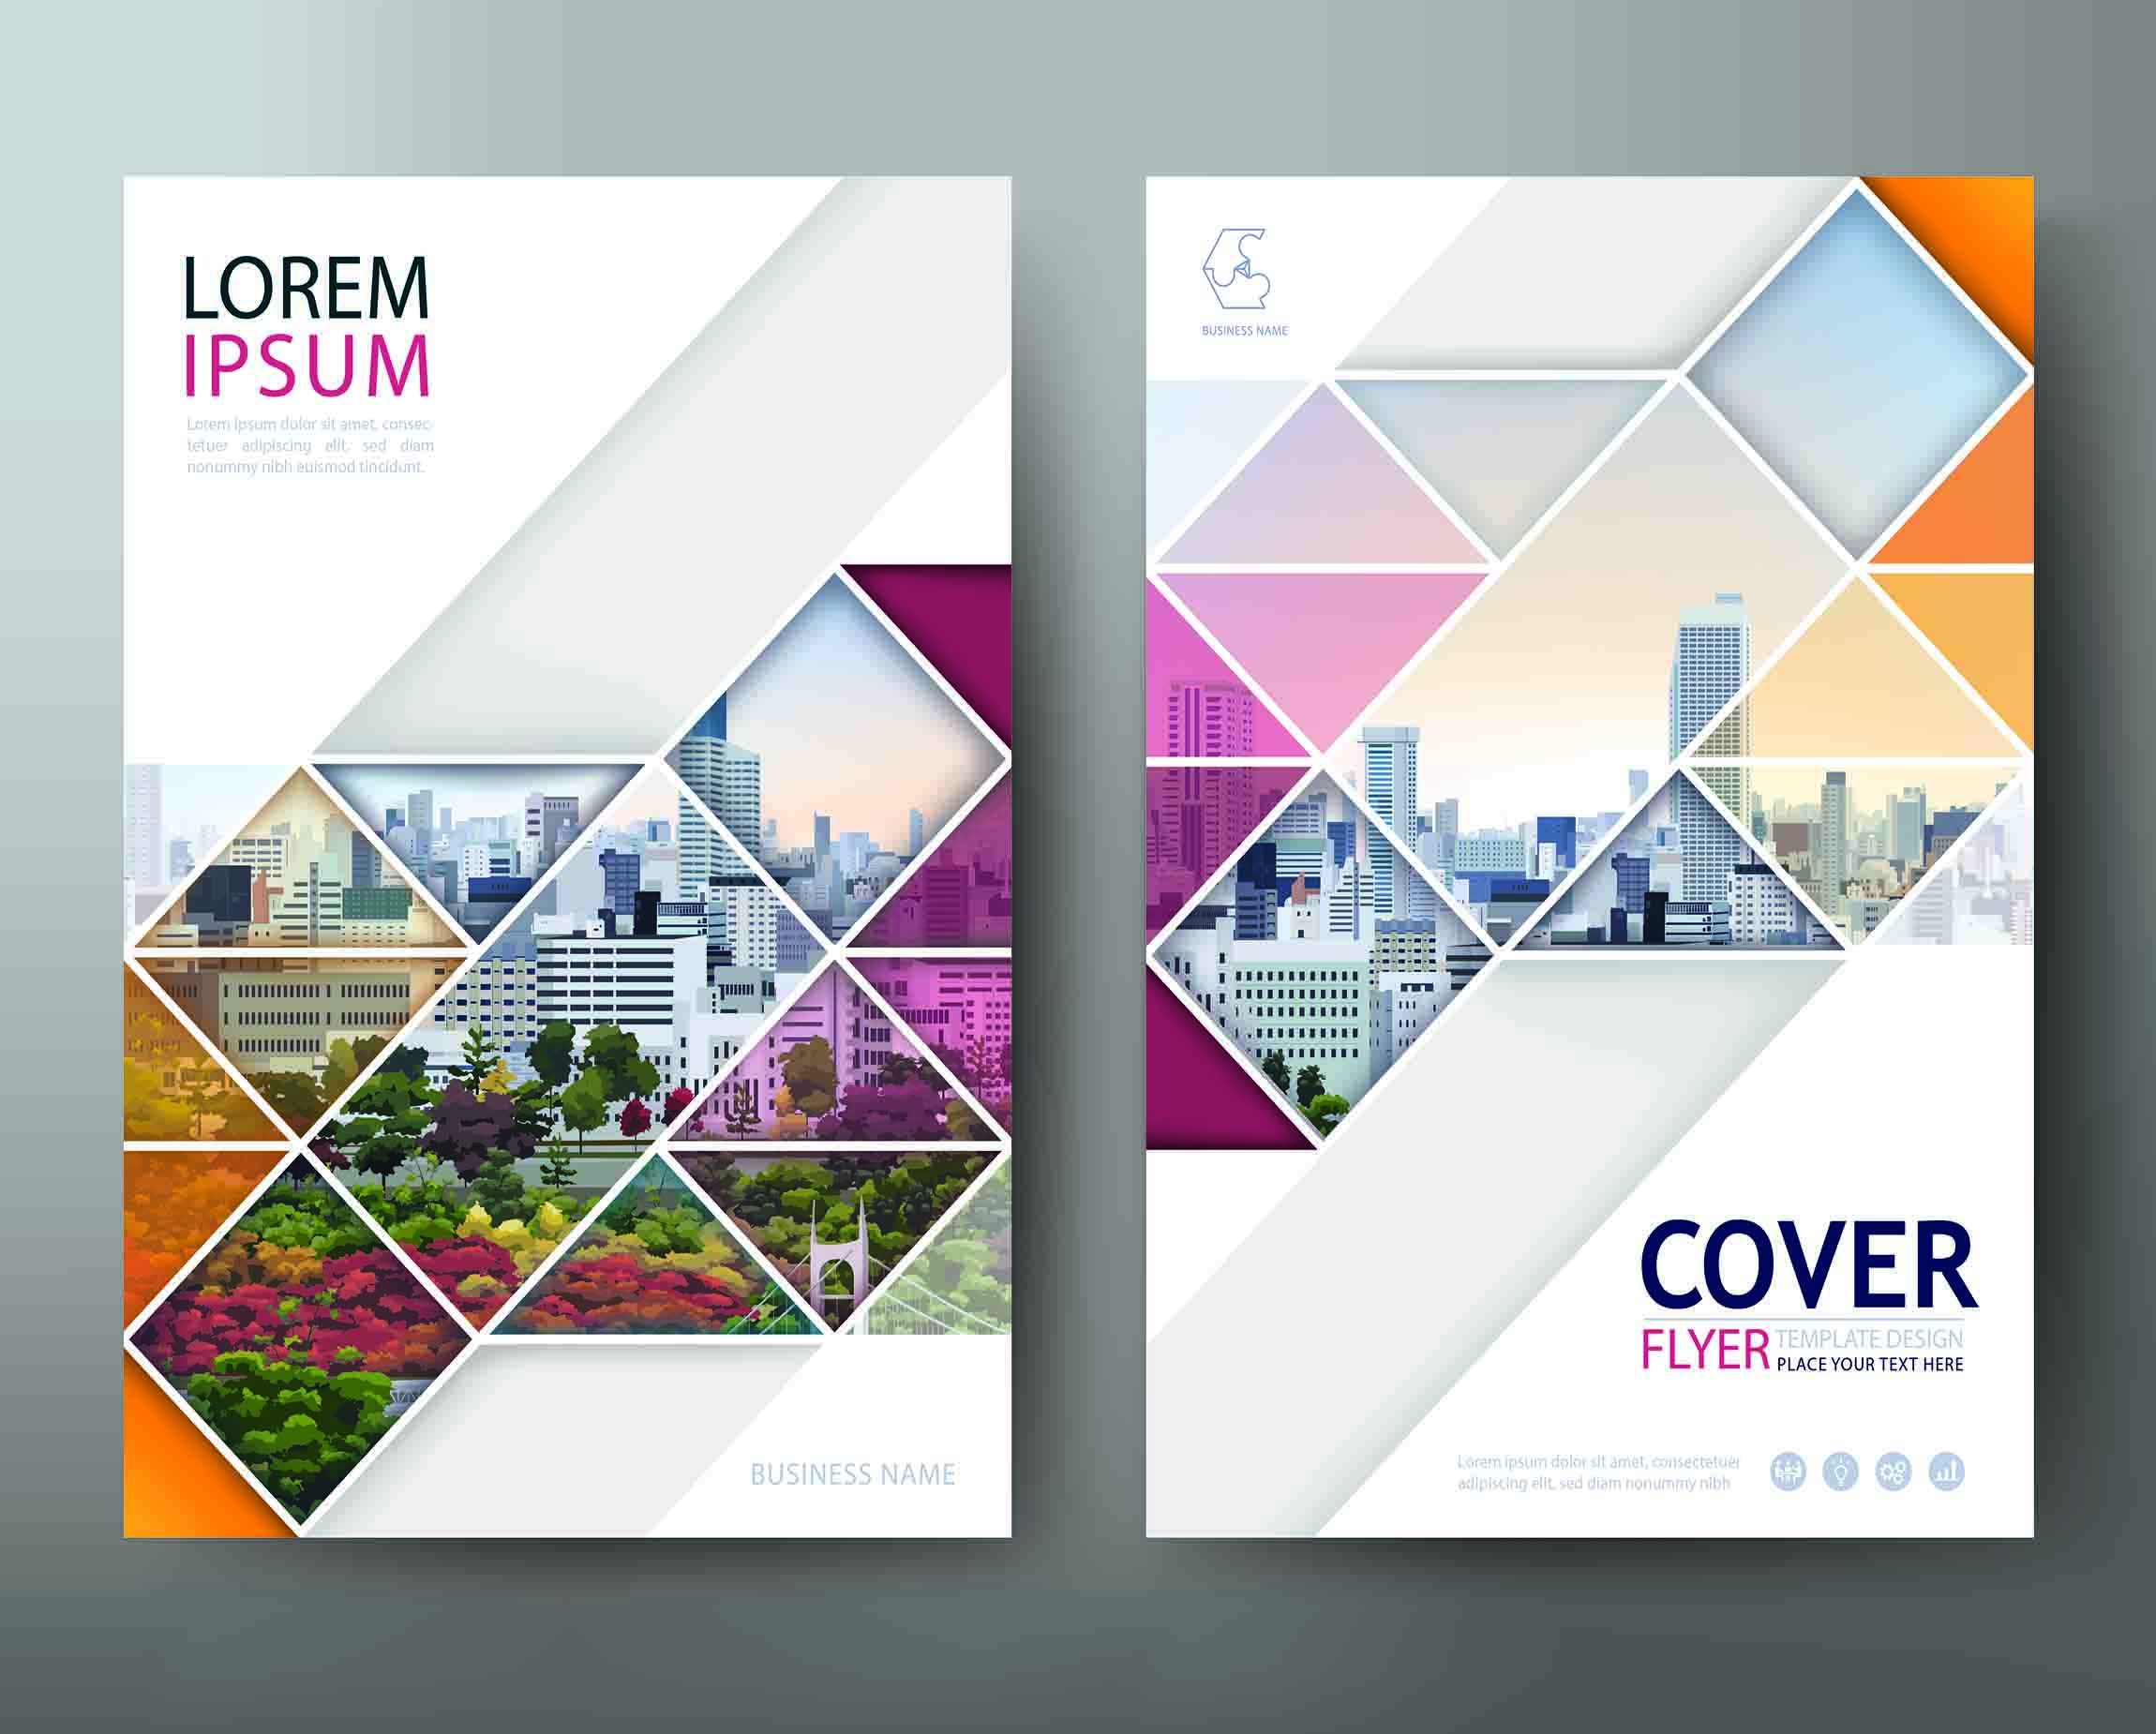 LOREM
IPSUM
Lorem ipsum dolor sit amet, consec-
tetuer adipiscing elit, sed diam
nonummy nibh euismod tincidunt.
BUSINESS NAME
BUSINESS NAME
COVER
FLYER TEMPLATE DESIGN
PLACE YOUR TEXT HERE
Lorem ipsum dolor sit amet, consectetuer
adipiscing elit, sed diam nonummy nibh